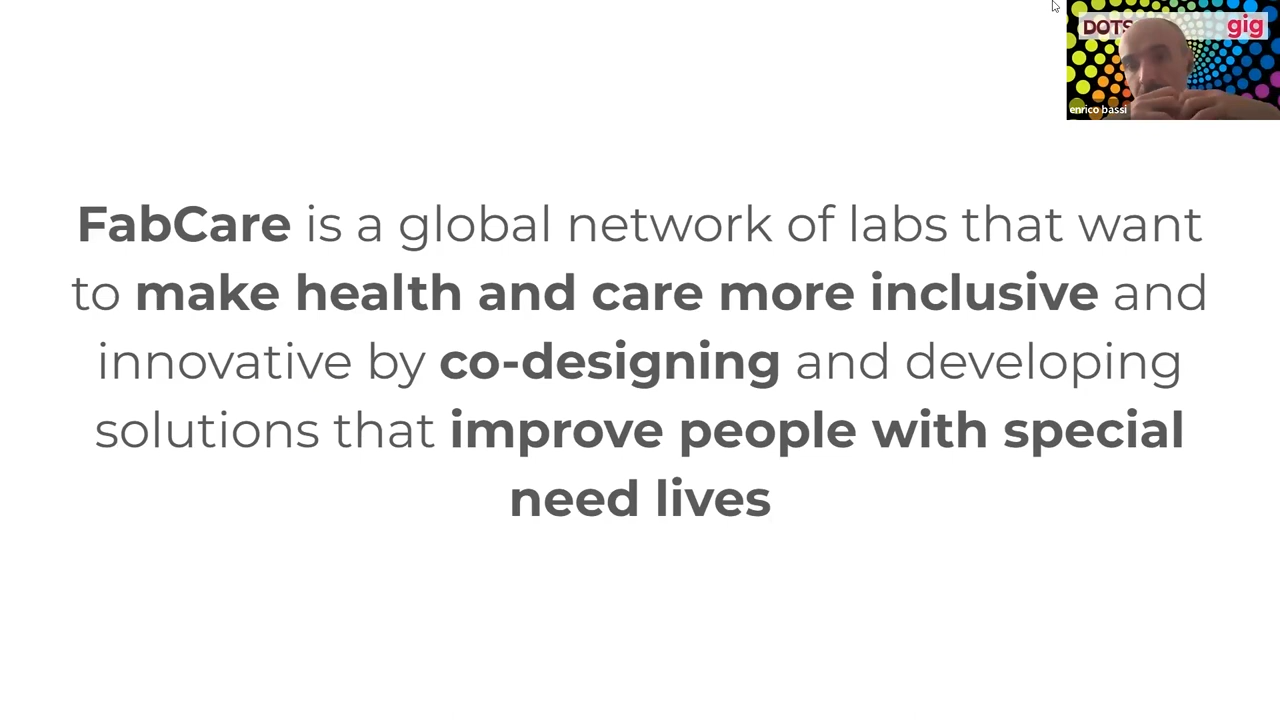 DOTS
gig
enrico bassi
FabCare is a global network of labs that want
to make health and care more inclusive and
innovative by co-designing and developing
solutions that improve people with special
need lives